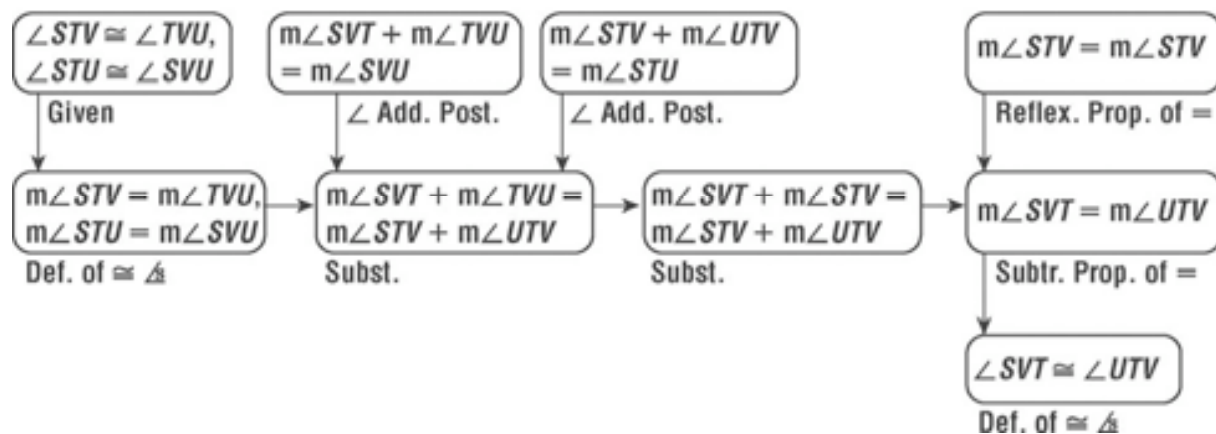 ∠STV ≅ ∠TVU,
∠STU ≅ ∠SVU
Given
m∠SVT + m∠TVU
= m∠SVU
∠ Add. Post.
m∠STV + m∠UTV
= m∠STU
∠ Add. Post.
m∠STV = m∠STV
Reflex. Prop. of =
m∠STV = m∠TVU,
m∠STU = m∠SVU
Def. of ≅ ∠s
m∠SVT + m∠TVU =
m∠STV + m∠UTV
Subst.
m∠SVT + m∠STV =
m∠STV + m∠UTV
Subst.
m∠SVT = m∠UTV
Subtr. Prop. of =
∠SVT ≅ ∠UTV
Def. of ≅ ∠s